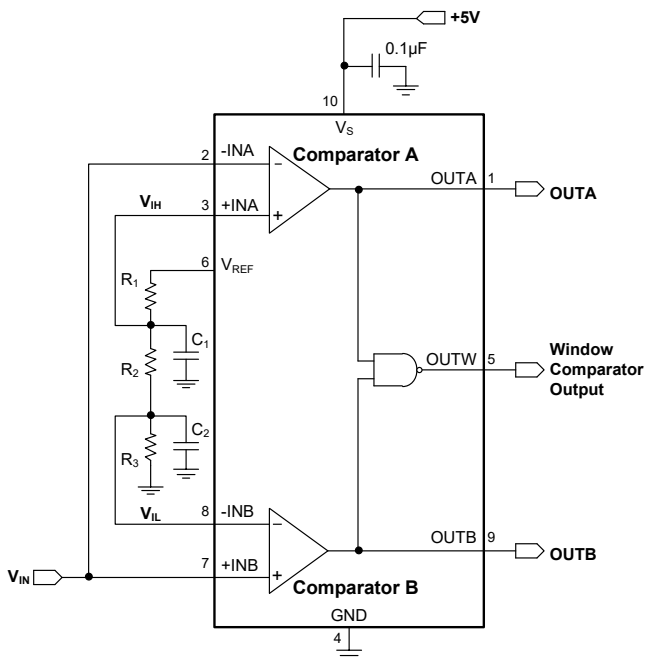 +5V
0.1µF
10
VS
2 -INA
Comparator A
OUTA 1
OUTA
VIH
3 +INA
6 VREF
R1
C1
R2
OUTW 5
Window
Comparator
Output
C2
R3
VIL
8 -INB
OUTB 9
OUTB
7 +INB
VIN
Comparator B
GND
4